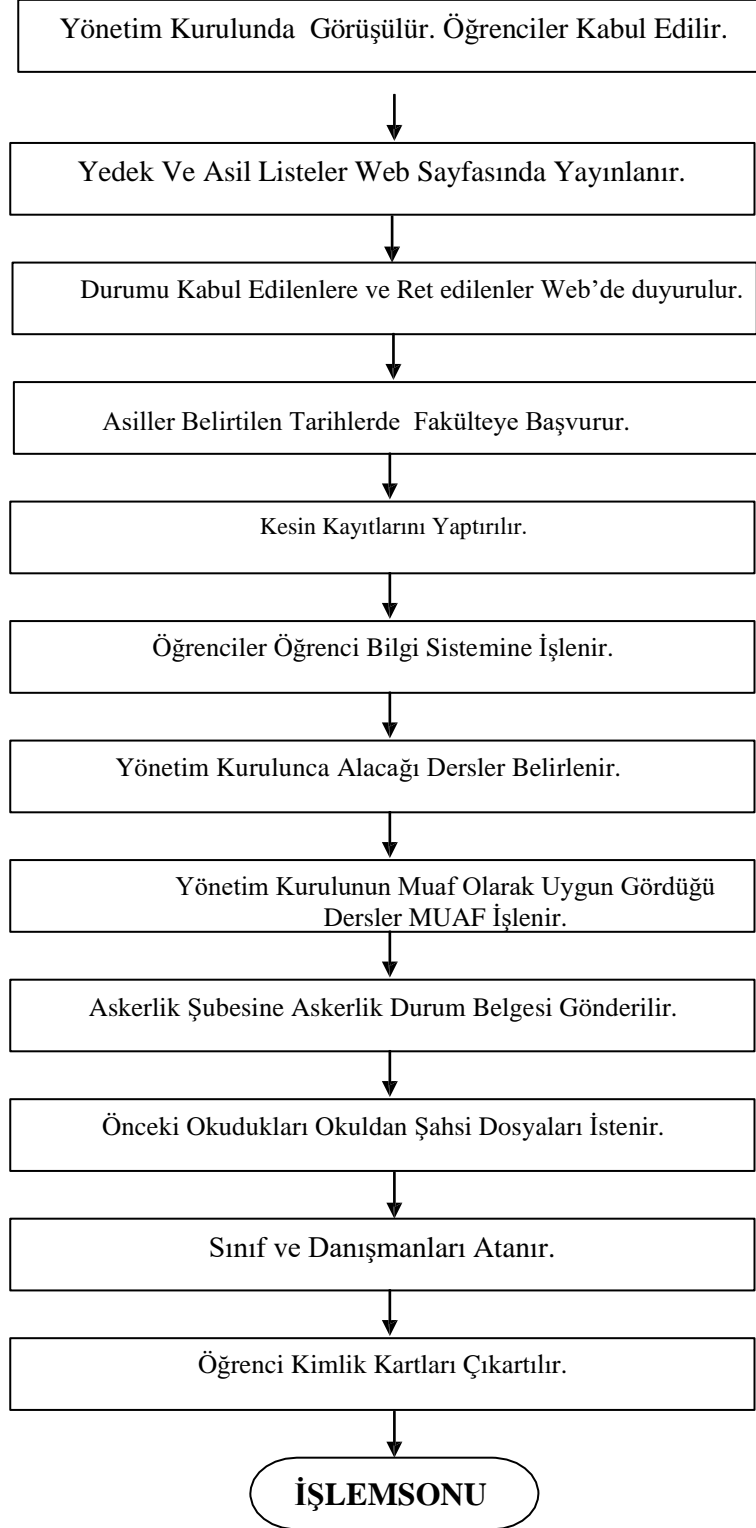 Yönetim Kurulunda Görüşülür. Öğrenciler Kabul Edilir.
Yedek Ve Asil Listeler Web Sayfasında Yayınlanır.
Durumu Kabul Edilenlere ve Ret edilenler Web’de duyurulur.
Asiller Belirtilen Tarihlerde Fakülteye Başvurur.
Kesin Kayıtlarını Yaptırılır.
Öğrenciler Öğrenci Bilgi Sistemine İşlenir.
Yönetim Kurulunca Alacağı Dersler Belirlenir.
Yönetim Kurulunun Muaf Olarak Uygun Gördüğü
Dersler MUAF İşlenir.
Askerlik Şubesine Askerlik Durum Belgesi Gönderilir.
Önceki Okudukları Okuldan Şahsi Dosyaları İstenir.
Sınıf ve Danışmanları Atanır.
Öğrenci Kimlik Kartları Çıkartılır.
İŞLEMSONU